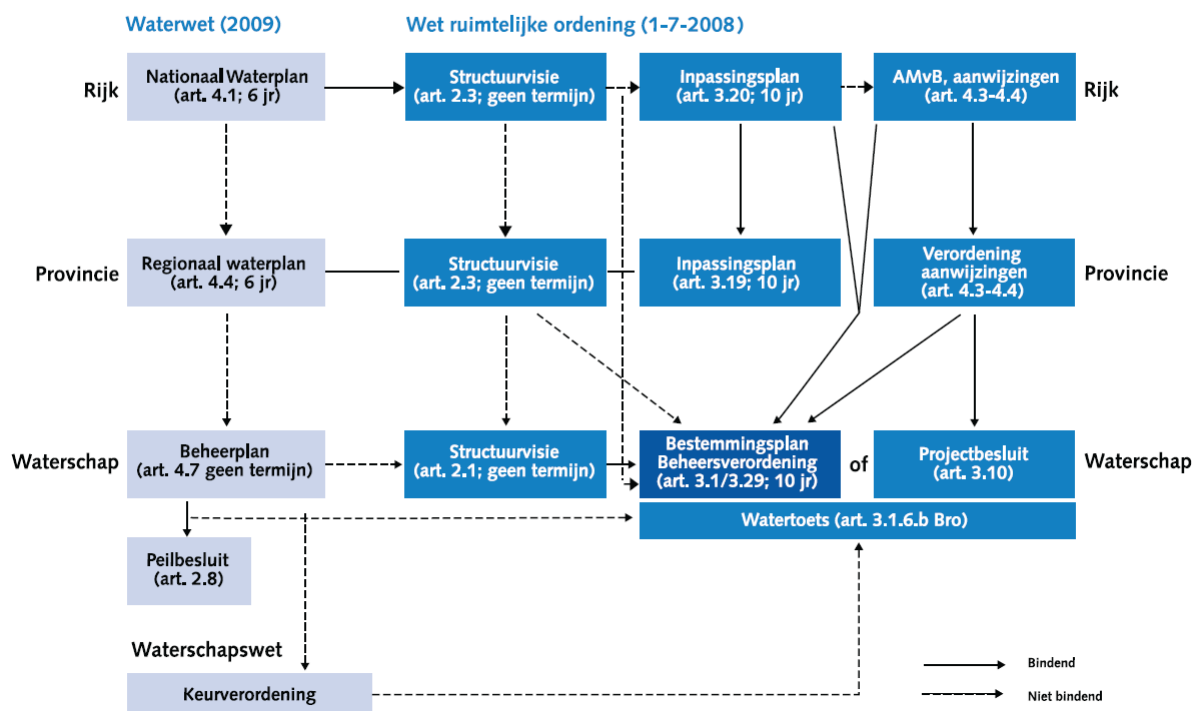 Waterwet (2009)
Wet ruimtelijke ordening (1-7-2008)
Rijk
Nationaal Waterplan
(art. 4.1; 6 jr)
Structuurvisie
(art. 2.3; geen termijn)
Inpassingsplan
(art. 3.20; 10 jr)
AMvB, aanwijzingen
(art. 4.3-4.4)
Rijk
Provincie
Regionaal waterplan
(art. 4.4; 6 jr)
Structuurvisie
(art. 2.3; geen termijn)
Inpassingsplan
(art. 3.19; 10 jr)
Verordening
aanwijzingen
(art. 4.3-4.4)
Provincie
Waterschap
Beheerplan
(art. 4.7 geen termijn)
Structuurvisie
(art. 2.1; geen termijn)
Bestemmingsplan
Beheersverordening
(art. 3.1/3.29; 10 jr)
of
Projectbesluit
(art. 3.10)
Waterschap
Watertoets (art. 3.1.6.b Bro)
Peilbesluit
(art. 2.8)
Waterschapswet
Keurverordening
Bindend
Niet bindend